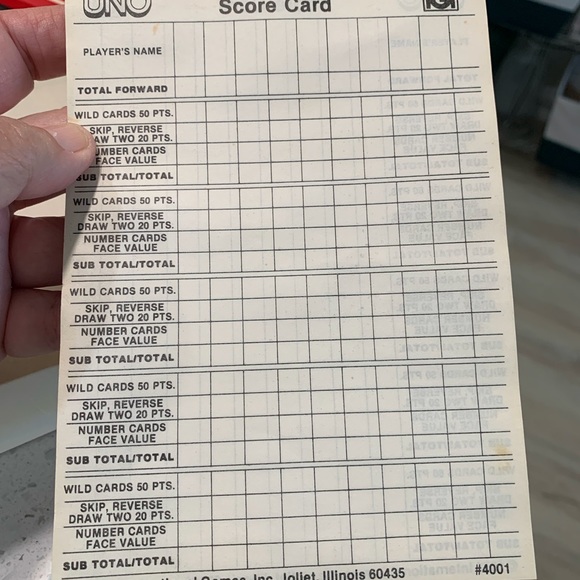 UNO
Score Card
PLAYER'S NAME
TOTAL FORWARD
WILD CARDS 50 PTS.
SKIP, REVERSE
DRAW TWO 20 PTS.
NUMBER CARDS
FACE VALUE
SUB TOTAL/TOTAL
WILD CARDS 50 PTS.
SKIP, REVERSE
DRAW TWO 20 PTS.
NUMBER CARDS
FACE VALUE
SUB TOTAL/TOTAL
WILD CARDS 50 PTS.
SKIP, REVERSE
DRAW TWO 20 PTS.
NUMBER CARDS
FACE VALUE
SUB TOTAL/TOTAL
WILD CARDS 50 PTS.
SKIP, REVERSE
DRAW TWO 20 PTS.
NUMBER CARDS
FACE VALUE
SUB TOTAL/TOTAL
WILD CARDS 50 PTS.
SKIP, REVERSE
DRAW TWO 20 PTS.
NUMBER CARDS
FACE VALUE
SUB TOTAL/TOTAL
Games, Inc. Joliet, Illinois 60435 #4001